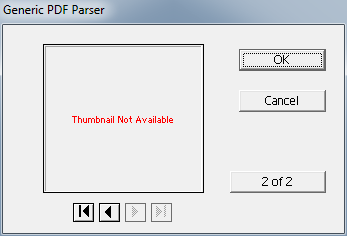 Generic PDF Parser
OK
Thumbnail Not Available
Cancel
2 of 2